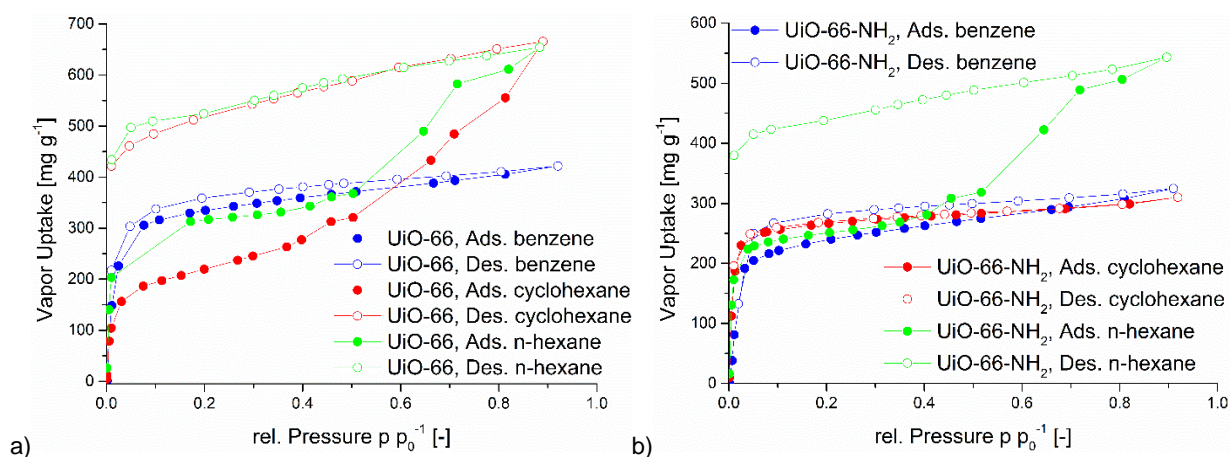 700
600
500
400
300
200
100
0
Vapor Uptake [mg g⁻¹]
UiO-66, Ads. benzene
UiO-66, Des. benzene
UiO-66, Ads. cyclohexane
UiO-66, Des. cyclohexane
UiO-66, Ads. n-hexane
UiO-66, Des. n-hexane
0.0 0.2 0.4 0.6 0.8 1.0
rel. Pressure p p₀⁻¹ [-]
a)
600
500
400
300
200
100
0
Vapor Uptake [mg g⁻¹]
UiO-66-NH₂, Ads. benzene
UiO-66-NH₂, Des. benzene
UiO-66-NH₂, Ads. cyclohexane
UiO-66-NH₂, Des. cyclohexane
UiO-66-NH₂, Ads. n-hexane
UiO-66-NH₂, Des. n-hexane
0.0 0.2 0.4 0.6 0.8 1.0
rel. Pressure p p₀⁻¹ [-]
b)